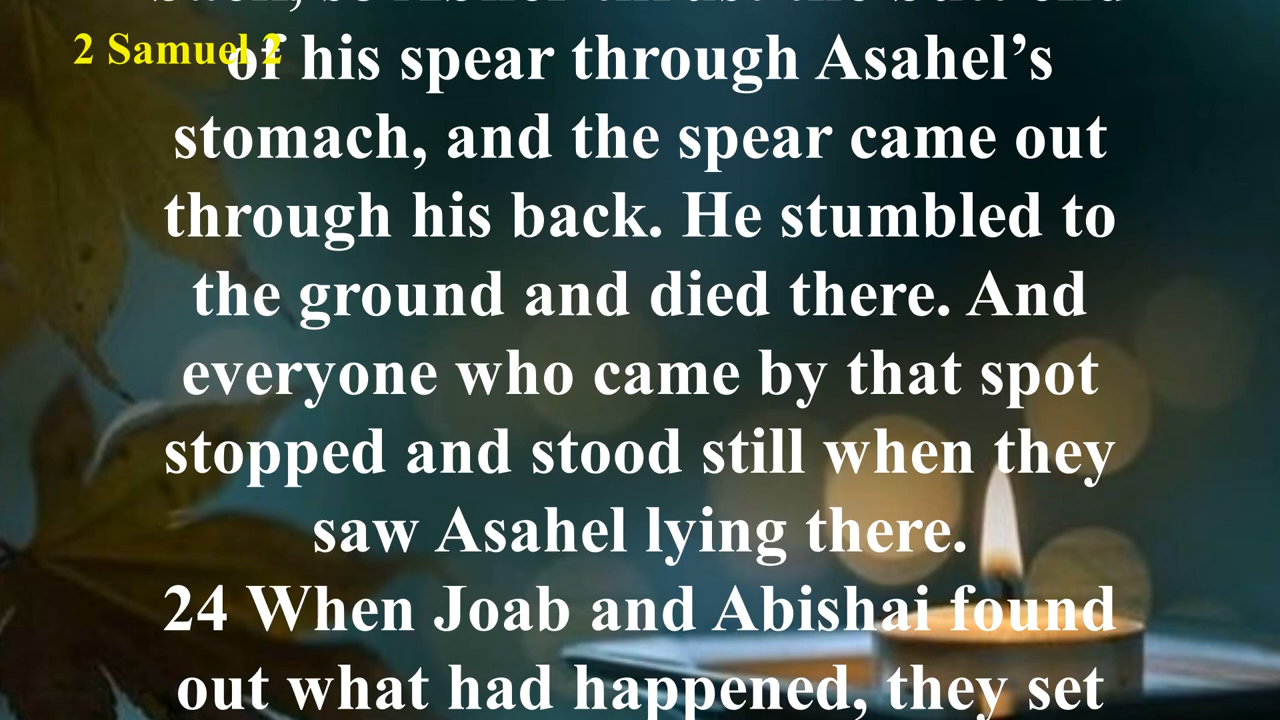 2 Samuel 2
of his spear through Asahel’s
stomach, and the spear came out
through his back. He stumbled to
the ground and died there. And
everyone who came by that spot
stopped and stood still when they
saw Asahel lying there.
24 When Joab and Abishai found
out what had happened, they set